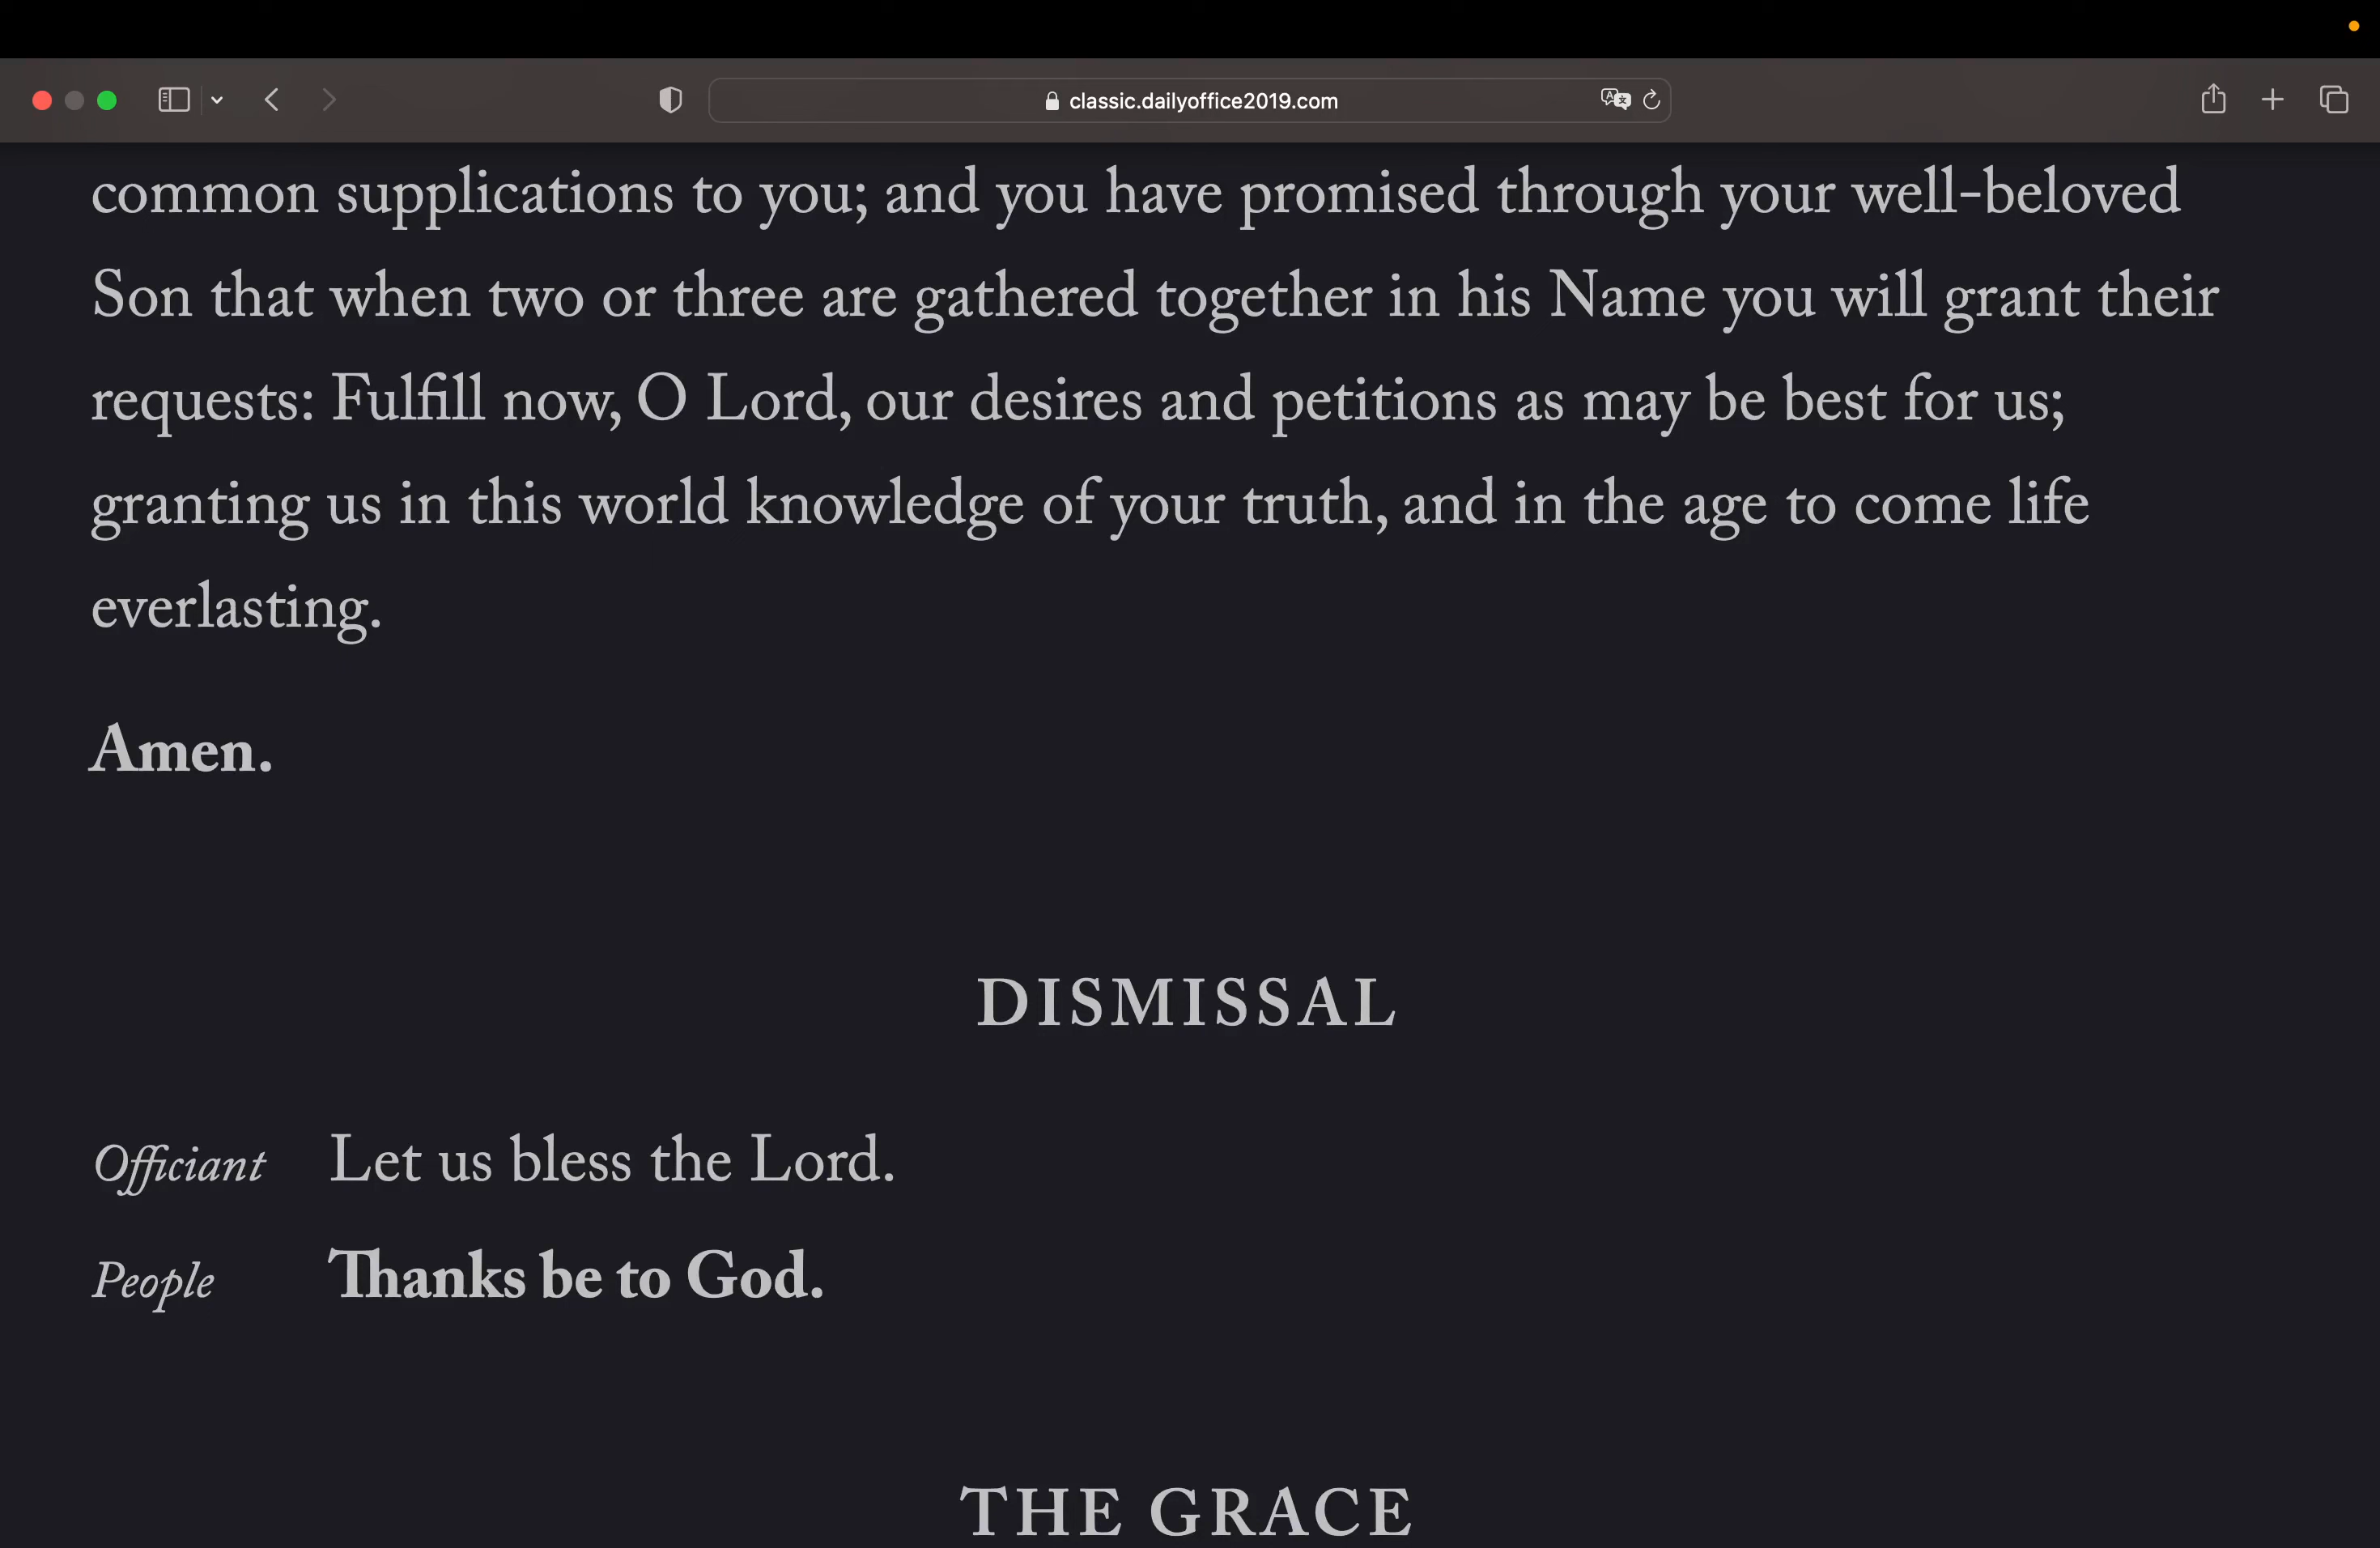 classic.dailyoffice2019.com
common supplications to you; and you have promised through your well-beloved
Son that when two or three are gathered together in his Name you will grant their
requests: Fulfill now, O Lord, our desires and petitions as may be best for us;
granting us in this world knowledge of your truth, and in the age to come life
everlasting.
Amen.
DISMISSAL
Officiant Let us bless the Lord.
People Thanks be to God.
THE GRACE